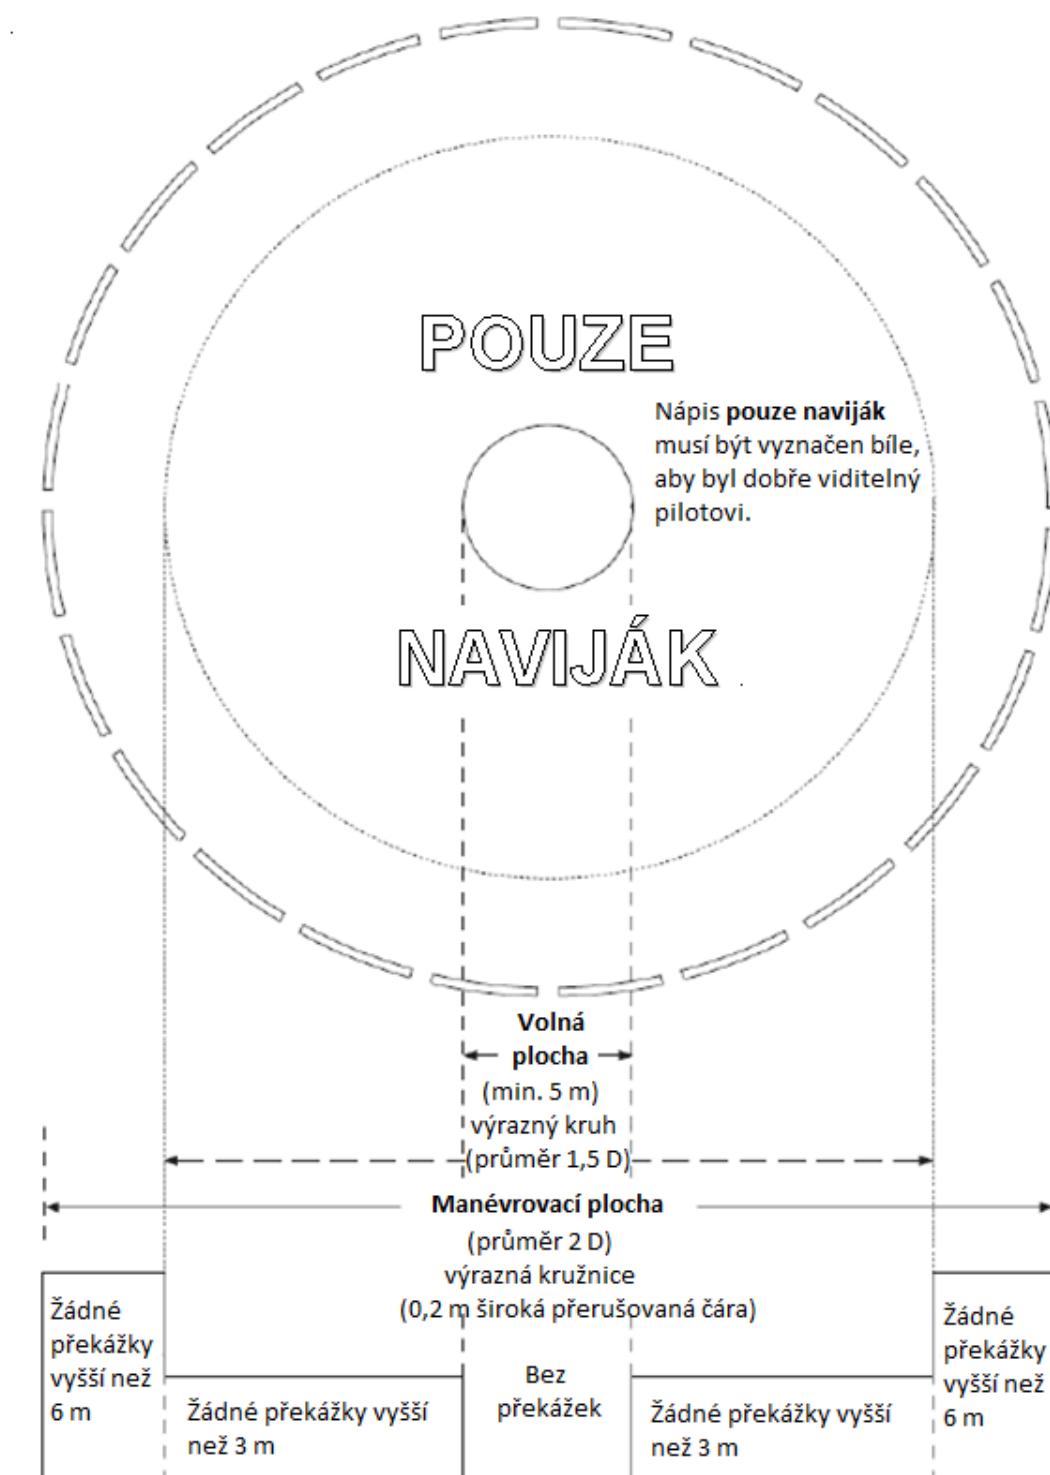 POUZE
Nápis pouze naviják
musí být vyznačen bíle,
aby byl dobře viditelný
pilotovi.
NAVIJÁK
Volná
plocha
(min. 5 m)
výrazný kruh
(průměr 1,5 D)
Manévrovací plocha
(průměr 2 D)
výrazná kružnice
(0,2 m široká přerušovaná čára)
Žádné
překážky
vyšší než
6 m
Žádné překážky vyšší
než 3 m
Bez
překážek
Žádné překážky vyšší
než 3 m
Žádné
překážky
vyšší než
6 m